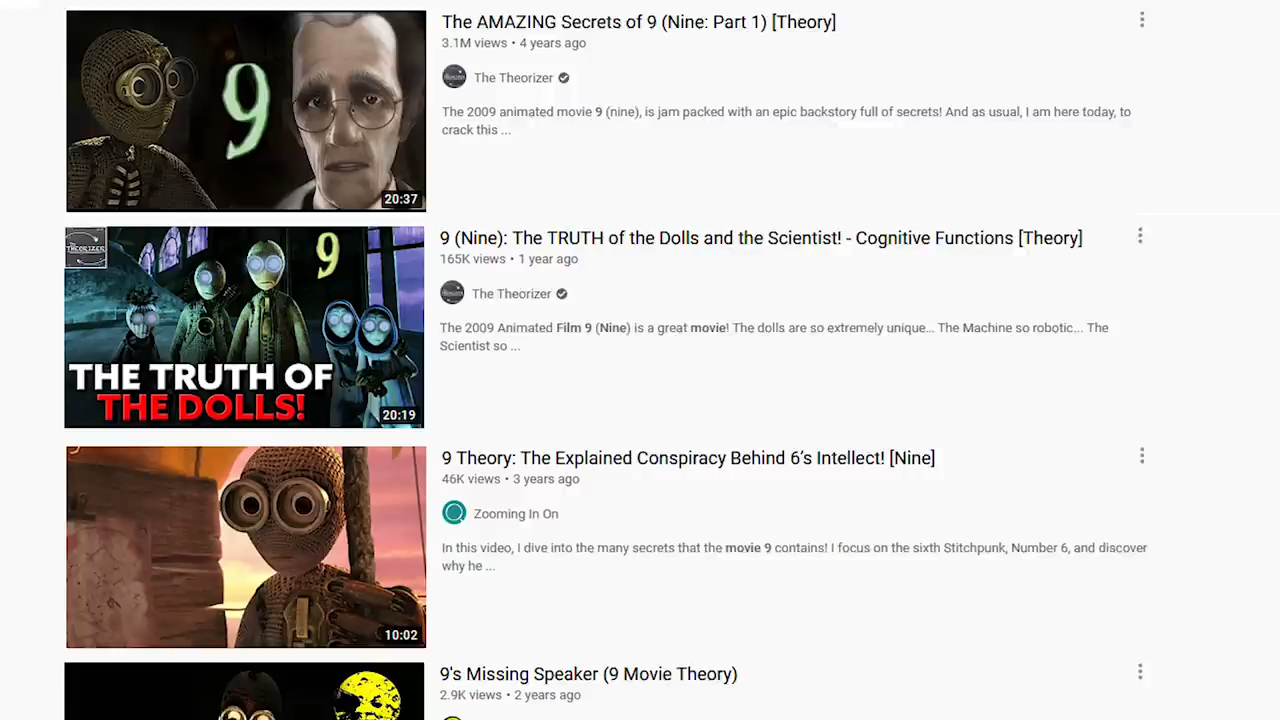 The AMAZING Secrets of 9 (Nine: Part 1) [Theory]
3.1M views • 4 years ago
The Theorizer
The 2009 animated movie 9 (nine), is jam packed with an epic backstory full of secrets! And as usual, I am here today, to
crack this ...
9
20:37
9 (Nine): The TRUTH of the Dolls and the Scientist! - Cognitive Functions [Theory]
165K views • 1 year ago
The Theorizer
The 2009 Animated Film 9 (Nine) is a great movie! The dolls are so extremely unique... The Machine so robotic... The
Scientist so ...
THE THEORIZER
9
THE TRUTH OF
THE DOLLS!
20:19
9 Theory: The Explained Conspiracy Behind 6's Intellect! [Nine]
46K views • 3 years ago
Zooming In On
In this video, I dive into the many secrets that the movie 9 contains! I focus on the sixth Stitchpunk, Number 6, and discover
why he ...
10:02
9's Missing Speaker (9 Movie Theory)
2.9K views • 2 years ago